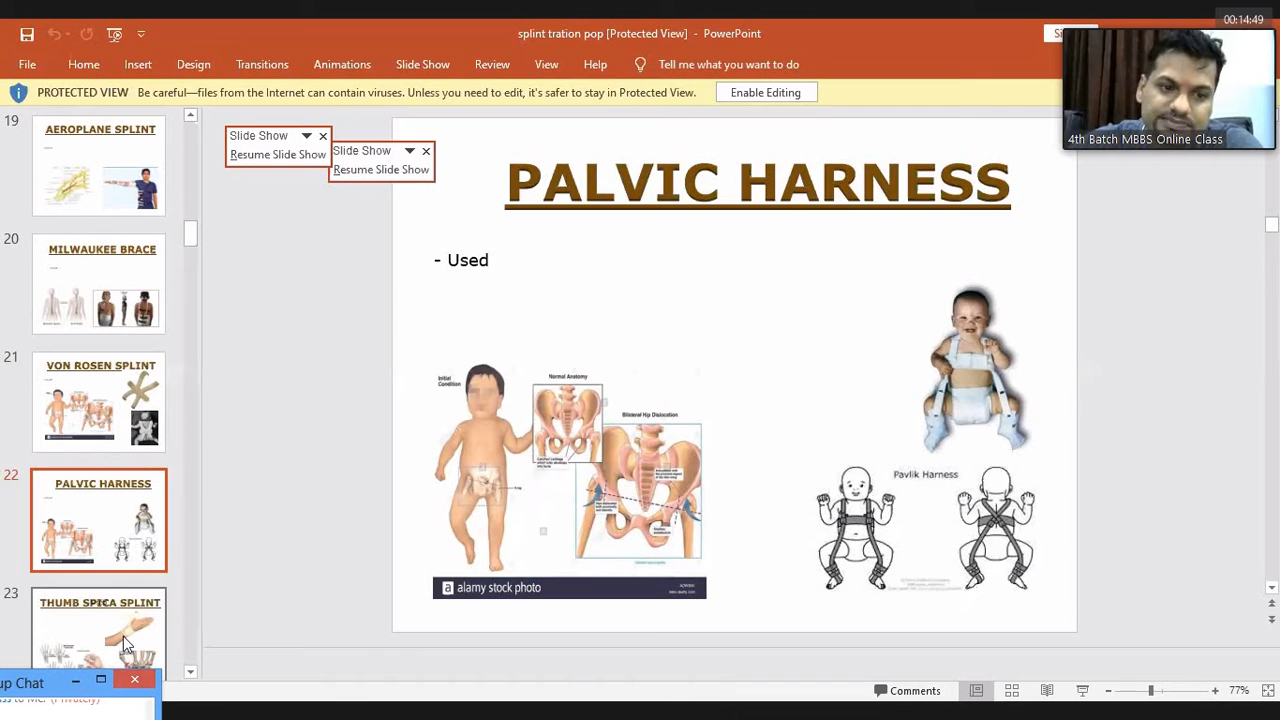 00:14:49
splint tration pop [Protected View] - PowerPoint
File Home Insert Design Transitions Animations Slide Show Review View Help Tell me what you want to do
PROTECTED VIEW Be careful—files from the Internet can contain viruses. Unless you need to edit, it's safer to stay in Protected View. Enable Editing
4th Batch MBBS Online Class
Slide Show
Resume Slide Show
Slide Show
Resume Slide Show
19
AEROPLANE SPLINT
20
MILWAUKEE BRACE
21
VON ROSEN SPLINT
22
PALVIC HARNESS
23
THUMB SPICA SPLINT
PALVIC HARNESS
- Used
Initial
Condition
Normal Anatomy
Bilateral Hip Dislocation
a alamy stock photo
Pavlik Harness
up Chat
(Privately)
Comments
77%